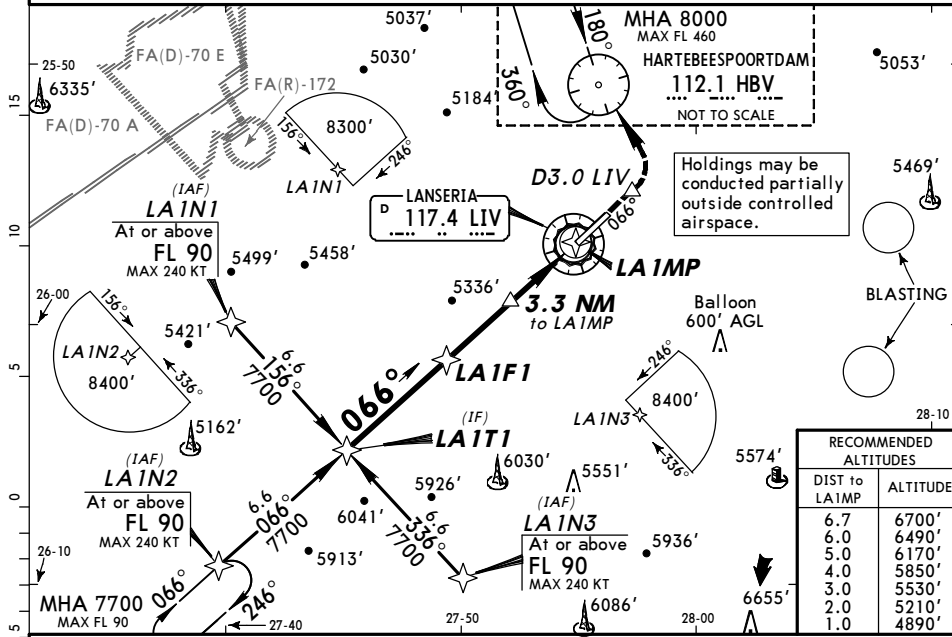 5037'
5030'
180°
360°
MHA 8000
MAX FL 460
HARTEBEESPOORTDAM
112.1 HBV
NOT TO SCALE
5053'
25-50
6335'
FA(D)-70 E
FA(D)-70 A
FA(R)-172
15
156°
8300'
246°
LA1N1
5184'
D3.0 LIV
Holdings may be
conducted partially
outside controlled
airspace.
5469'
(IAF)
LA1N1
At or above
FL 90
MAX 240 KT
LANSERIA
D
117.4 LIV
066°
10
5499'
5458'
5336'
LA1MP
3.3 NM
to LA1MP
Balloon
600' AGL
BLASTING
26-00
156°
5421'
LA1N2
8400'
336°
6.6
156°
7700
066°
LA1F1
246°
8400'
LA1N3
336°
5
(IF)
LA1T1
5162'
28-10
(IAF)
LA1N2
At or above
FL 90
MAX 240 KT
6.6
066°
7700
6030'
5551'
5574'
5926'
6041'
6.6
336°
7700
(IAF)
LA1N3
At or above
FL 90
MAX 240 KT
5936'
0
5913'
26-10
066°
246°
MHA 7700
MAX FL 90
27-40
27-50
6086'
28-00
6655'
5
RECOMMENDED
ALTITUDES
DIST to
LA1MP
ALTITUDE
6.7 6700'
6.0 6490'
5.0 6170'
4.0 5850'
3.0 5530'
2.0 5210'
1.0 4890'